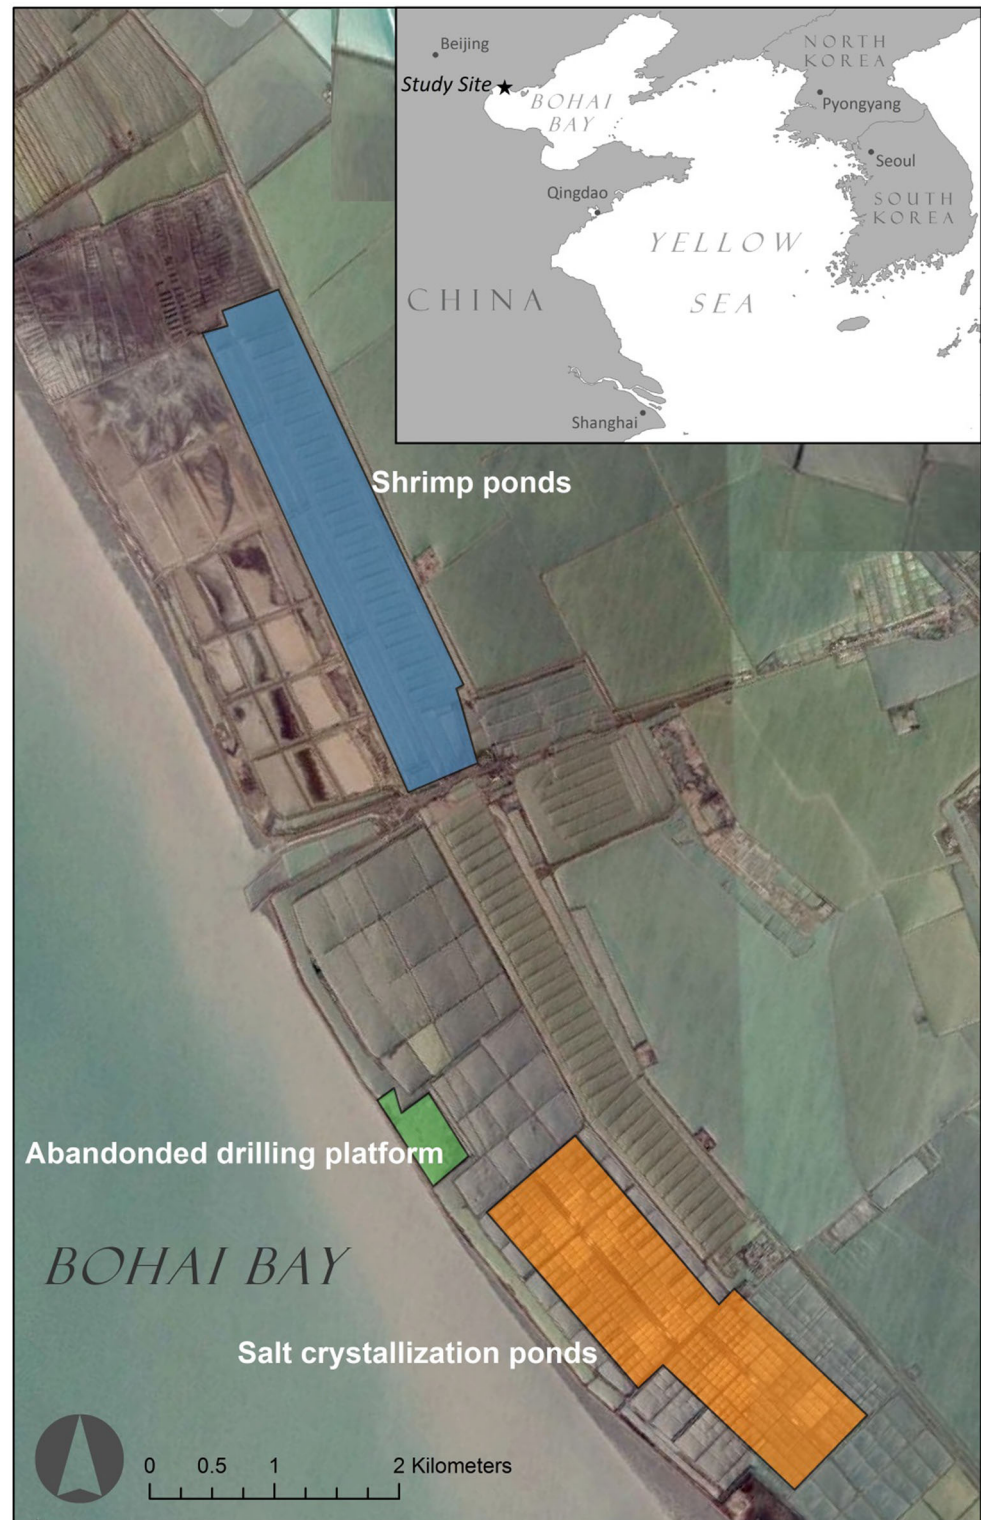 Beijing
Study Site
BOHAI
BAY
NORTH
KOREA
Pyongyang
Seoul
SOUTH
KOREA
Qingdao
YELLOW
SEA
CHINA
Shanghai
Shrimp ponds
Abandonded drilling platform
BOHAI BAY
Salt crystallization ponds
0 0.5 1 2 Kilometers